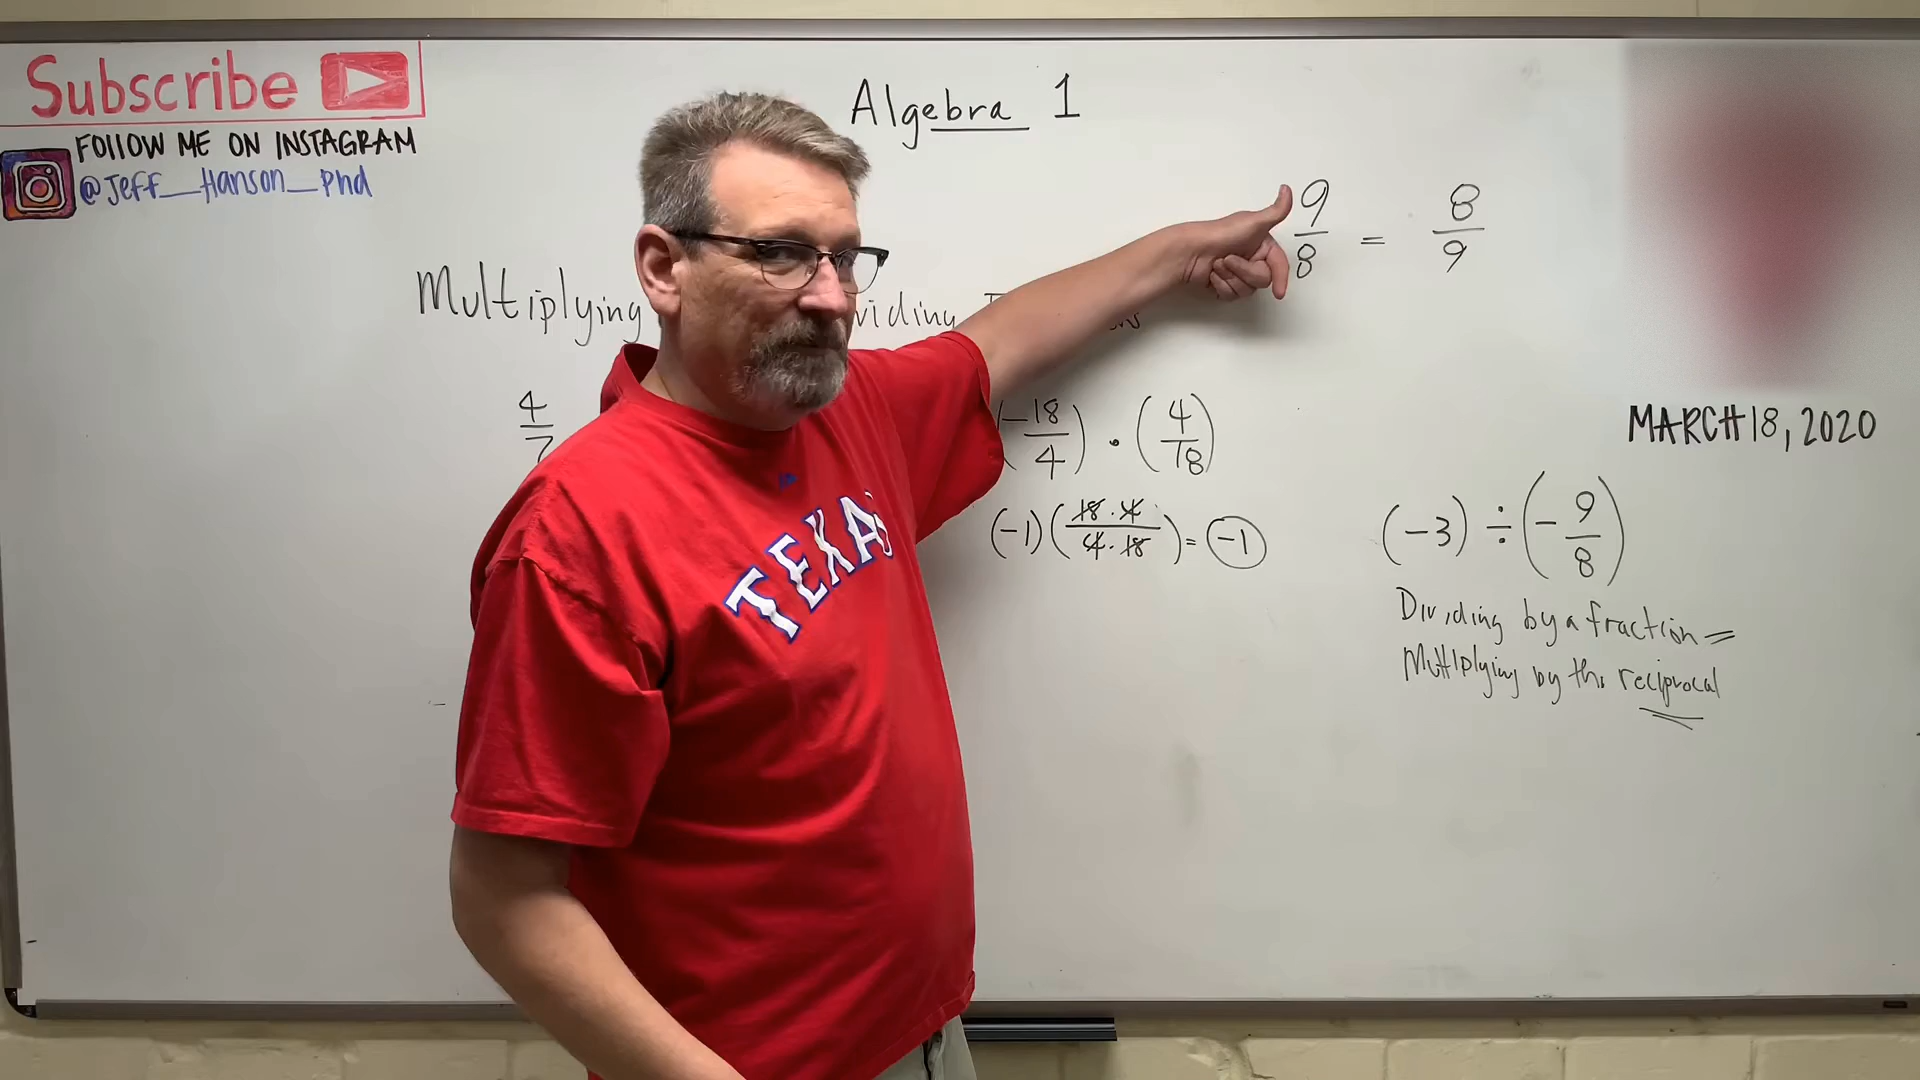 Subscribe
FOllOW ME ON INSTAGRAM
@Jeff_Hanson_Phd
Algebra 1
9/8 = 8/9
Multiplying
4/7
(-18/4) · (4/18)
MARCH 18, 2020
(-1)(18·4/4·18) = -1
(-3) ÷ (-9/8)
Dividing by a fraction =
Multiplying by the reciprocal
TEXAS